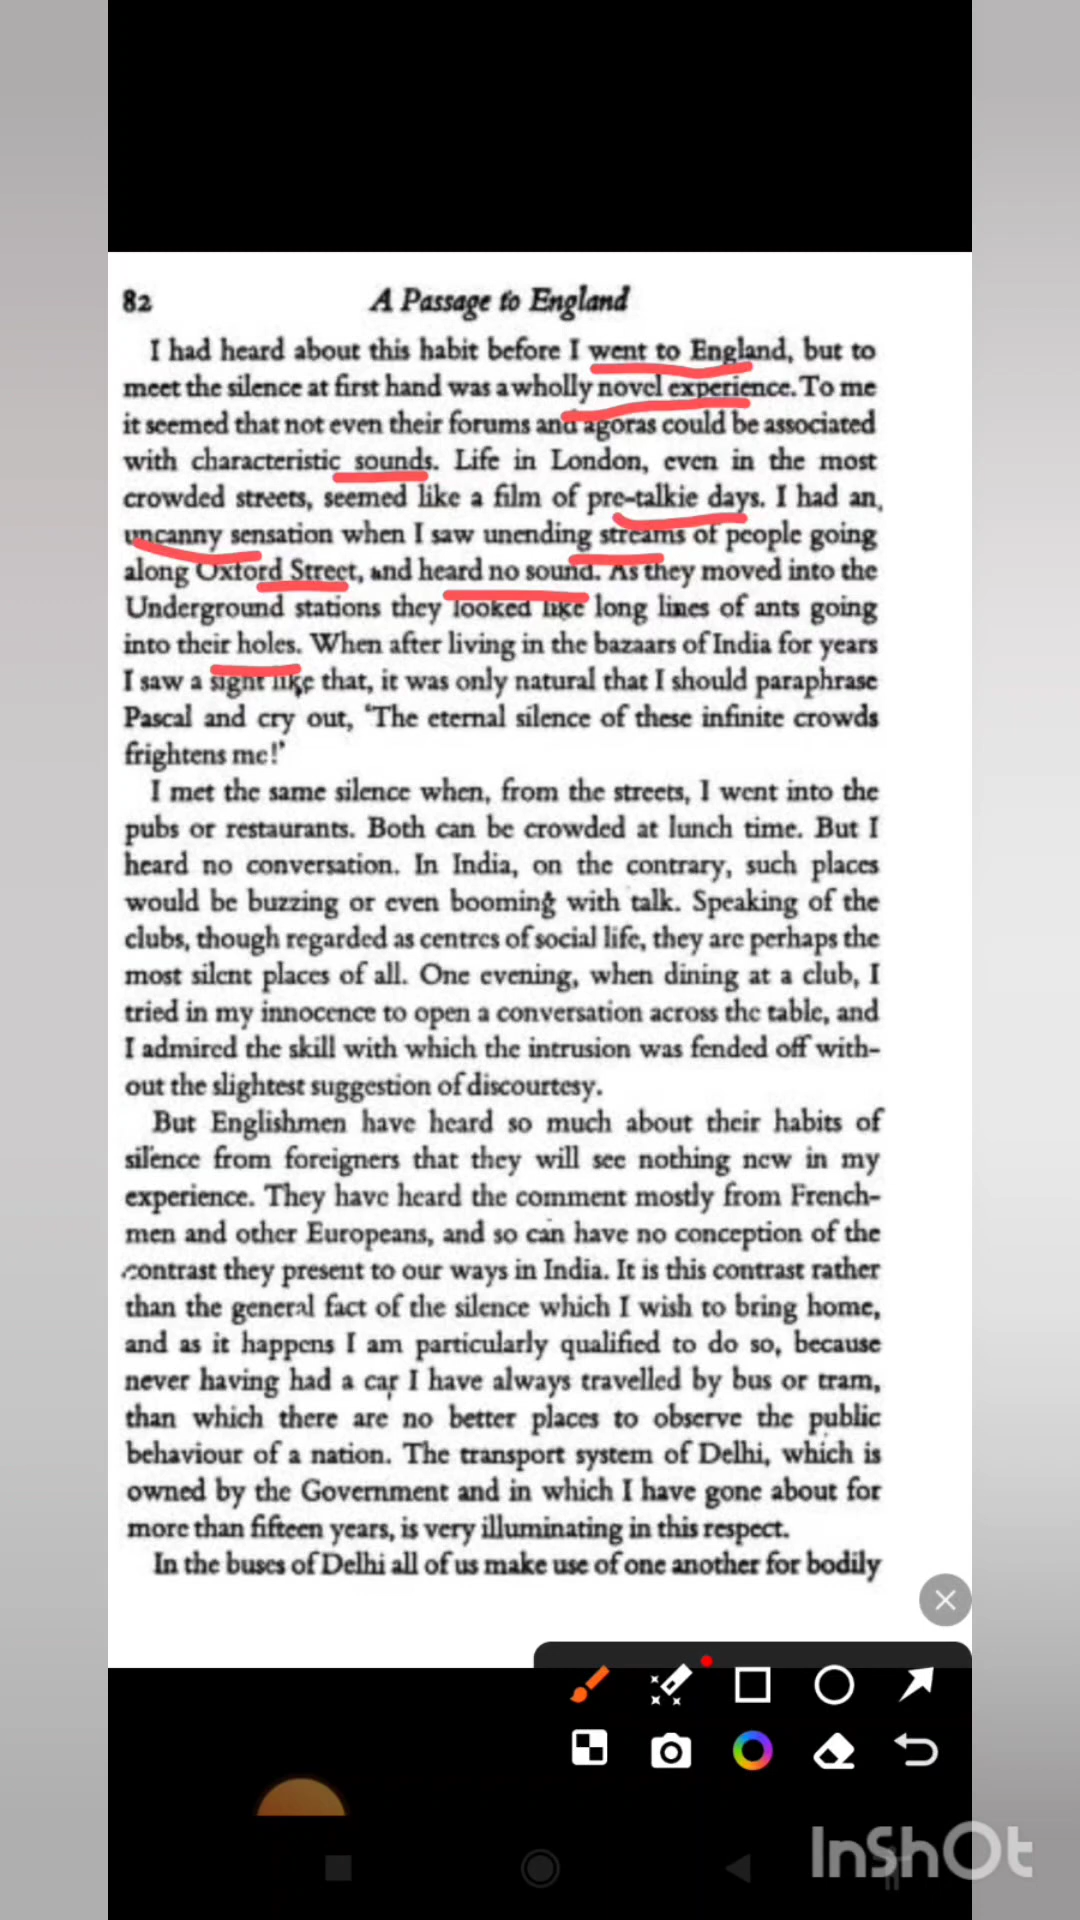 82 A Passage to England
I had heard about this habit before I went to England, but to
meet the silence at first hand was a wholly novel experience. To me
it seemed that not even their forums and agoras could be associated
with characteristic sounds. Life in London, even in the most
crowded streets, seemed like a film of pre-talkie days. I had an
uncanny sensation when I saw unending streams of people going
along Oxford Street, and heard no sound. As they moved into the
Underground stations they looked like long lines of ants going
into their holes. When after living in the bazaars of India for years
I saw a sight like that, it was only natural that I should paraphrase
Pascal and cry out, ‘The eternal silence of these infinite crowds
frightens me!’
I met the same silence when, from the streets, I went into the
pubs or restaurants. Both can be crowded at lunch time. But I
heard no conversation. In India, on the contrary, such places
would be buzzing or even booming with talk. Speaking of the
clubs, though regarded as centres of social life, they are perhaps the
most silent places of all. One evening, when dining at a club, I
tried in my innocence to open a conversation across the table, and
I admired the skill with which the intrusion was fended off with-
out the slightest suggestion of discourtesy.
But Englishmen have heard so much about their habits of
silence from foreigners that they will see nothing new in my
experience. They have heard the comment mostly from French-
men and other Europeans, and so can have no conception of the
contrast they present to our ways in India. It is this contrast rather
than the general fact of the silence which I wish to bring home,
and as it happens I am particularly qualified to do so, because
never having had a car I have always travelled by bus or tram,
than which there are no better places to observe the public
behaviour of a nation. The transport system of Delhi, which is
owned by the Government and in which I have gone about for
more than fifteen years, is very illuminating in this respect.
In the buses of Delhi all of us make use of one another for bodily
InShOt